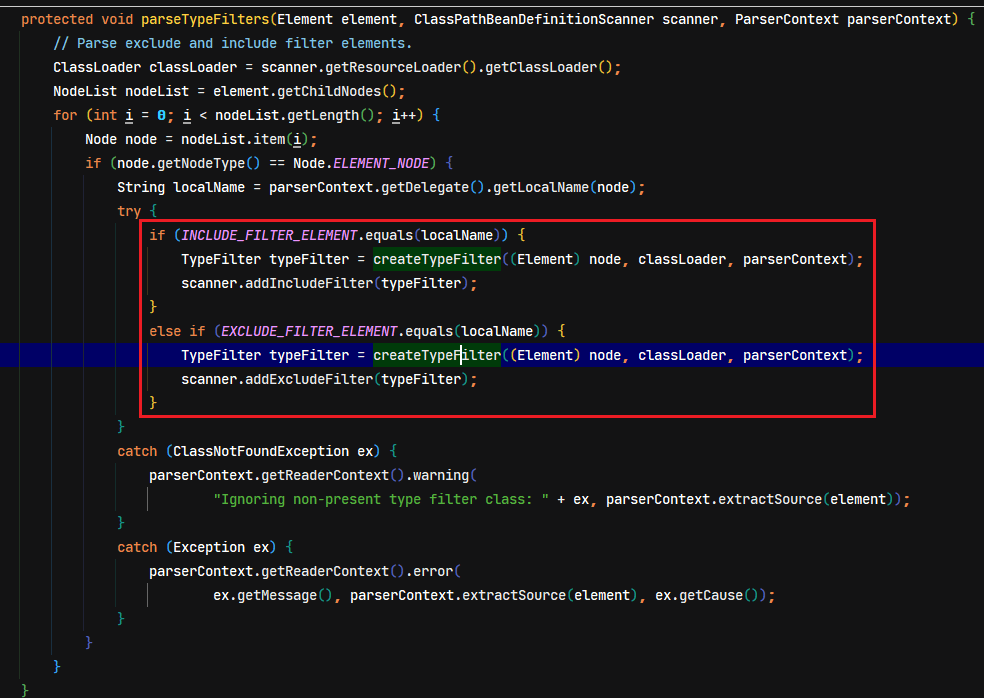 protected void parseTypeFilters(Element element, ClassPathBeanDefinitionScanner scanner, ParserContext parserContext) {
// Parse exclude and include filter elements.
ClassLoader classLoader = scanner.getResourceLoader().getClassLoader();
NodeList nodeList = element.getChildNodes();
for (int i = 0; i < nodeList.getLength(); i++) {
Node node = nodeList.item(i);
if (node.getNodeType() == Node.ELEMENT_NODE) {
String localName = parserContext.getDelegate().getLocalName(node);
try {
if (INCLUDE_FILTER_ELEMENT.equals(localName)) {
TypeFilter typeFilter = createTypeFilter((Element) node, classLoader, parserContext);
scanner.addIncludeFilter(typeFilter);
}
else if (EXCLUDE_FILTER_ELEMENT.equals(localName)) {
TypeFilter typeFilter = createTypeFilter((Element) node, classLoader, parserContext);
scanner.addExcludeFilter(typeFilter);
}
}
catch (ClassNotFoundException ex) {
parserContext.getReaderContext().warning(
"Ignoring non-present type filter class: " + ex, parserContext.extractSource(element));
}
catch (Exception ex) {
parserContext.getReaderContext().error(
ex.getMessage(), parserContext.extractSource(element), ex.getCause());
}
}
}
}